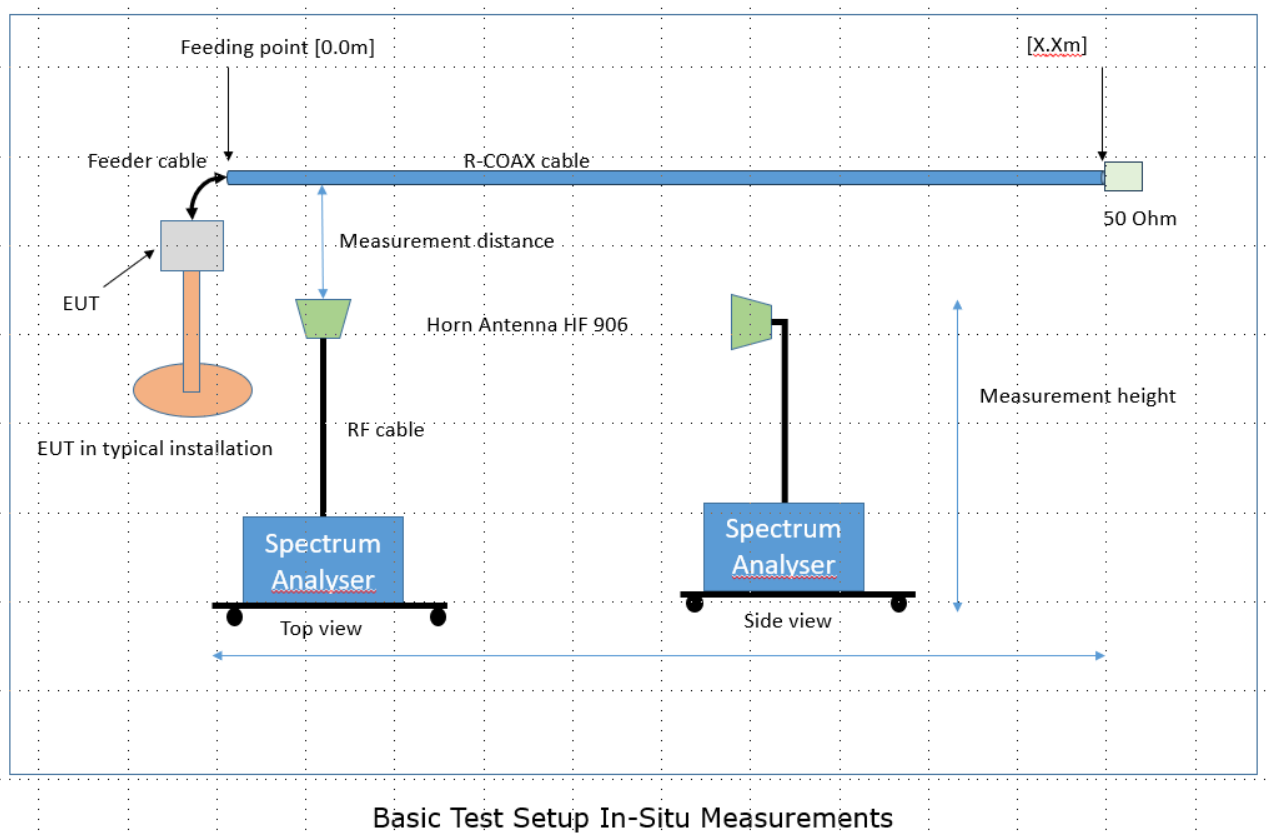 Feeding point [0.0m]
[X.Xm]
Feeder cable
R-COAX cable
50 Ohm
Measurement distance
EUT
Horn Antenna HF 906
Measurement height
RF cable
EUT in typical installation
Spectrum
Analyser
Spectrum
Analyser
Top view
Side view
Basic Test Setup In-Situ Measurements